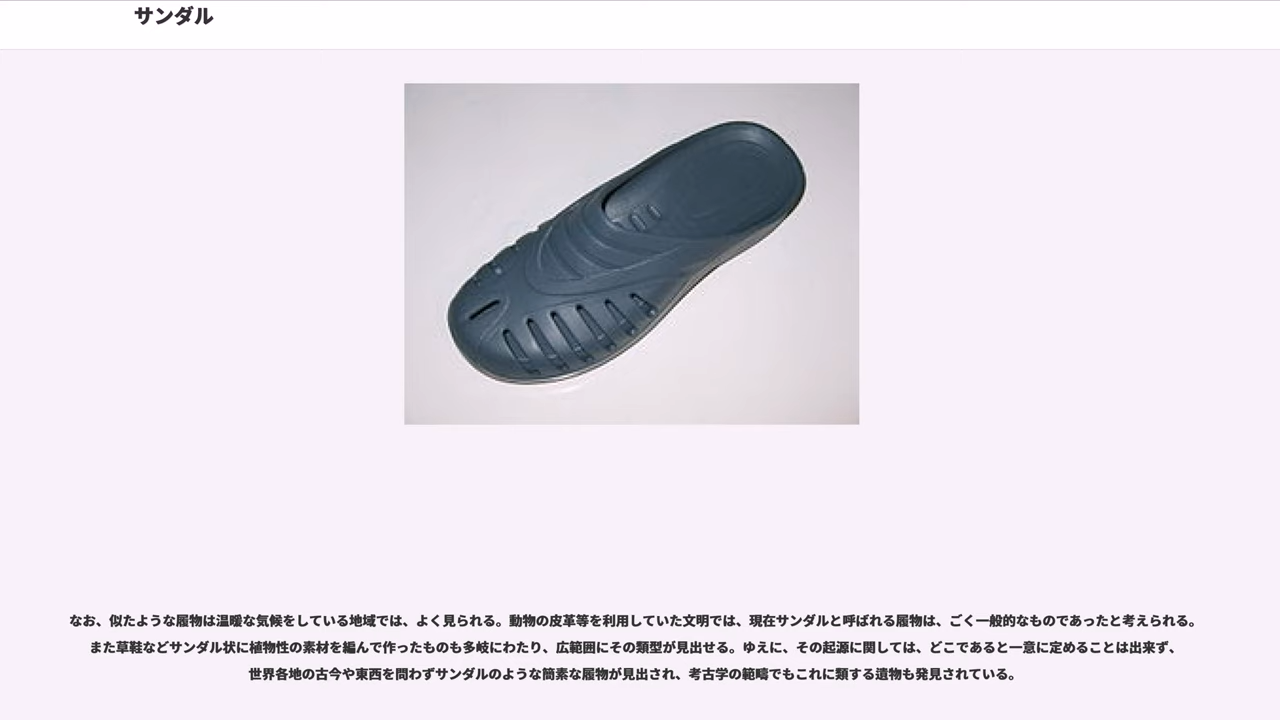 サンダル
なお、似たような履物は温暖な気候をしている地域では、よく見られる。動物の皮革等を利用していた文明では、現在サンダルと呼ばれる履物は、ごく一般的なものであったと考えられる。
また草鞋などサンダル状に植物性の素材を編んで作ったものも多岐にわたり、広範囲にその類型が見出せる。ゆえに、その起源に関しては、どこであると一意に定めることは出来ず、
世界各地の古今や東西を問わずサンダルのような簡素な履物が見出され、考古学の範疇でもこれに類する遺物も発見されている。